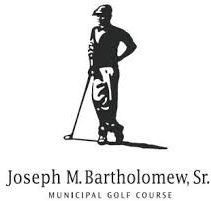 Joseph M. Bartholomew, Sr.
MUNICIPAL GOLF COURSE